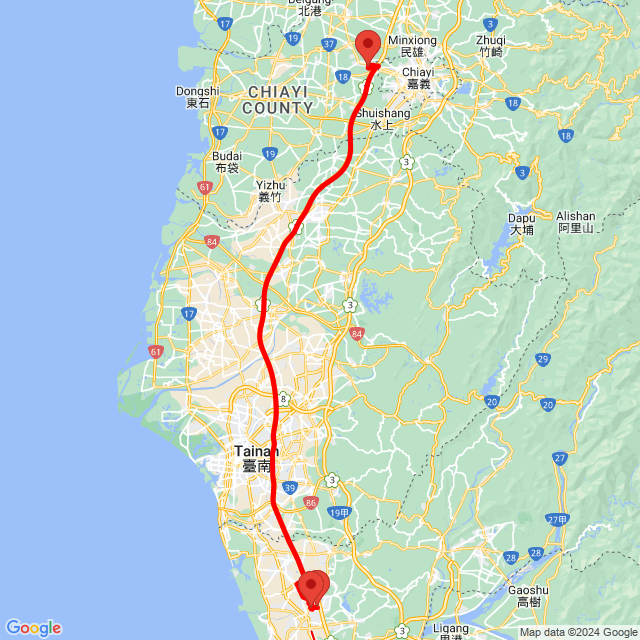 Beigang
北港
19
1
37
Minxiong
民雄
Zhuqi
竹崎
17
18
Chiayi
嘉義
Dongshi
東石
CHIAYI
COUNTY
Shuishang
水上
3
18
17
19
Budai
布袋
3
3
61
Yizhu
義竹
Dapu
大埔
Alishan
阿里山
84
3
17
84
61
29
20
20
8
Tainan
臺南
27
3
39
86
19甲
27甲
28
28
Gaoshu
高樹
Liqang
里港
Google
Map data ©2024 Google